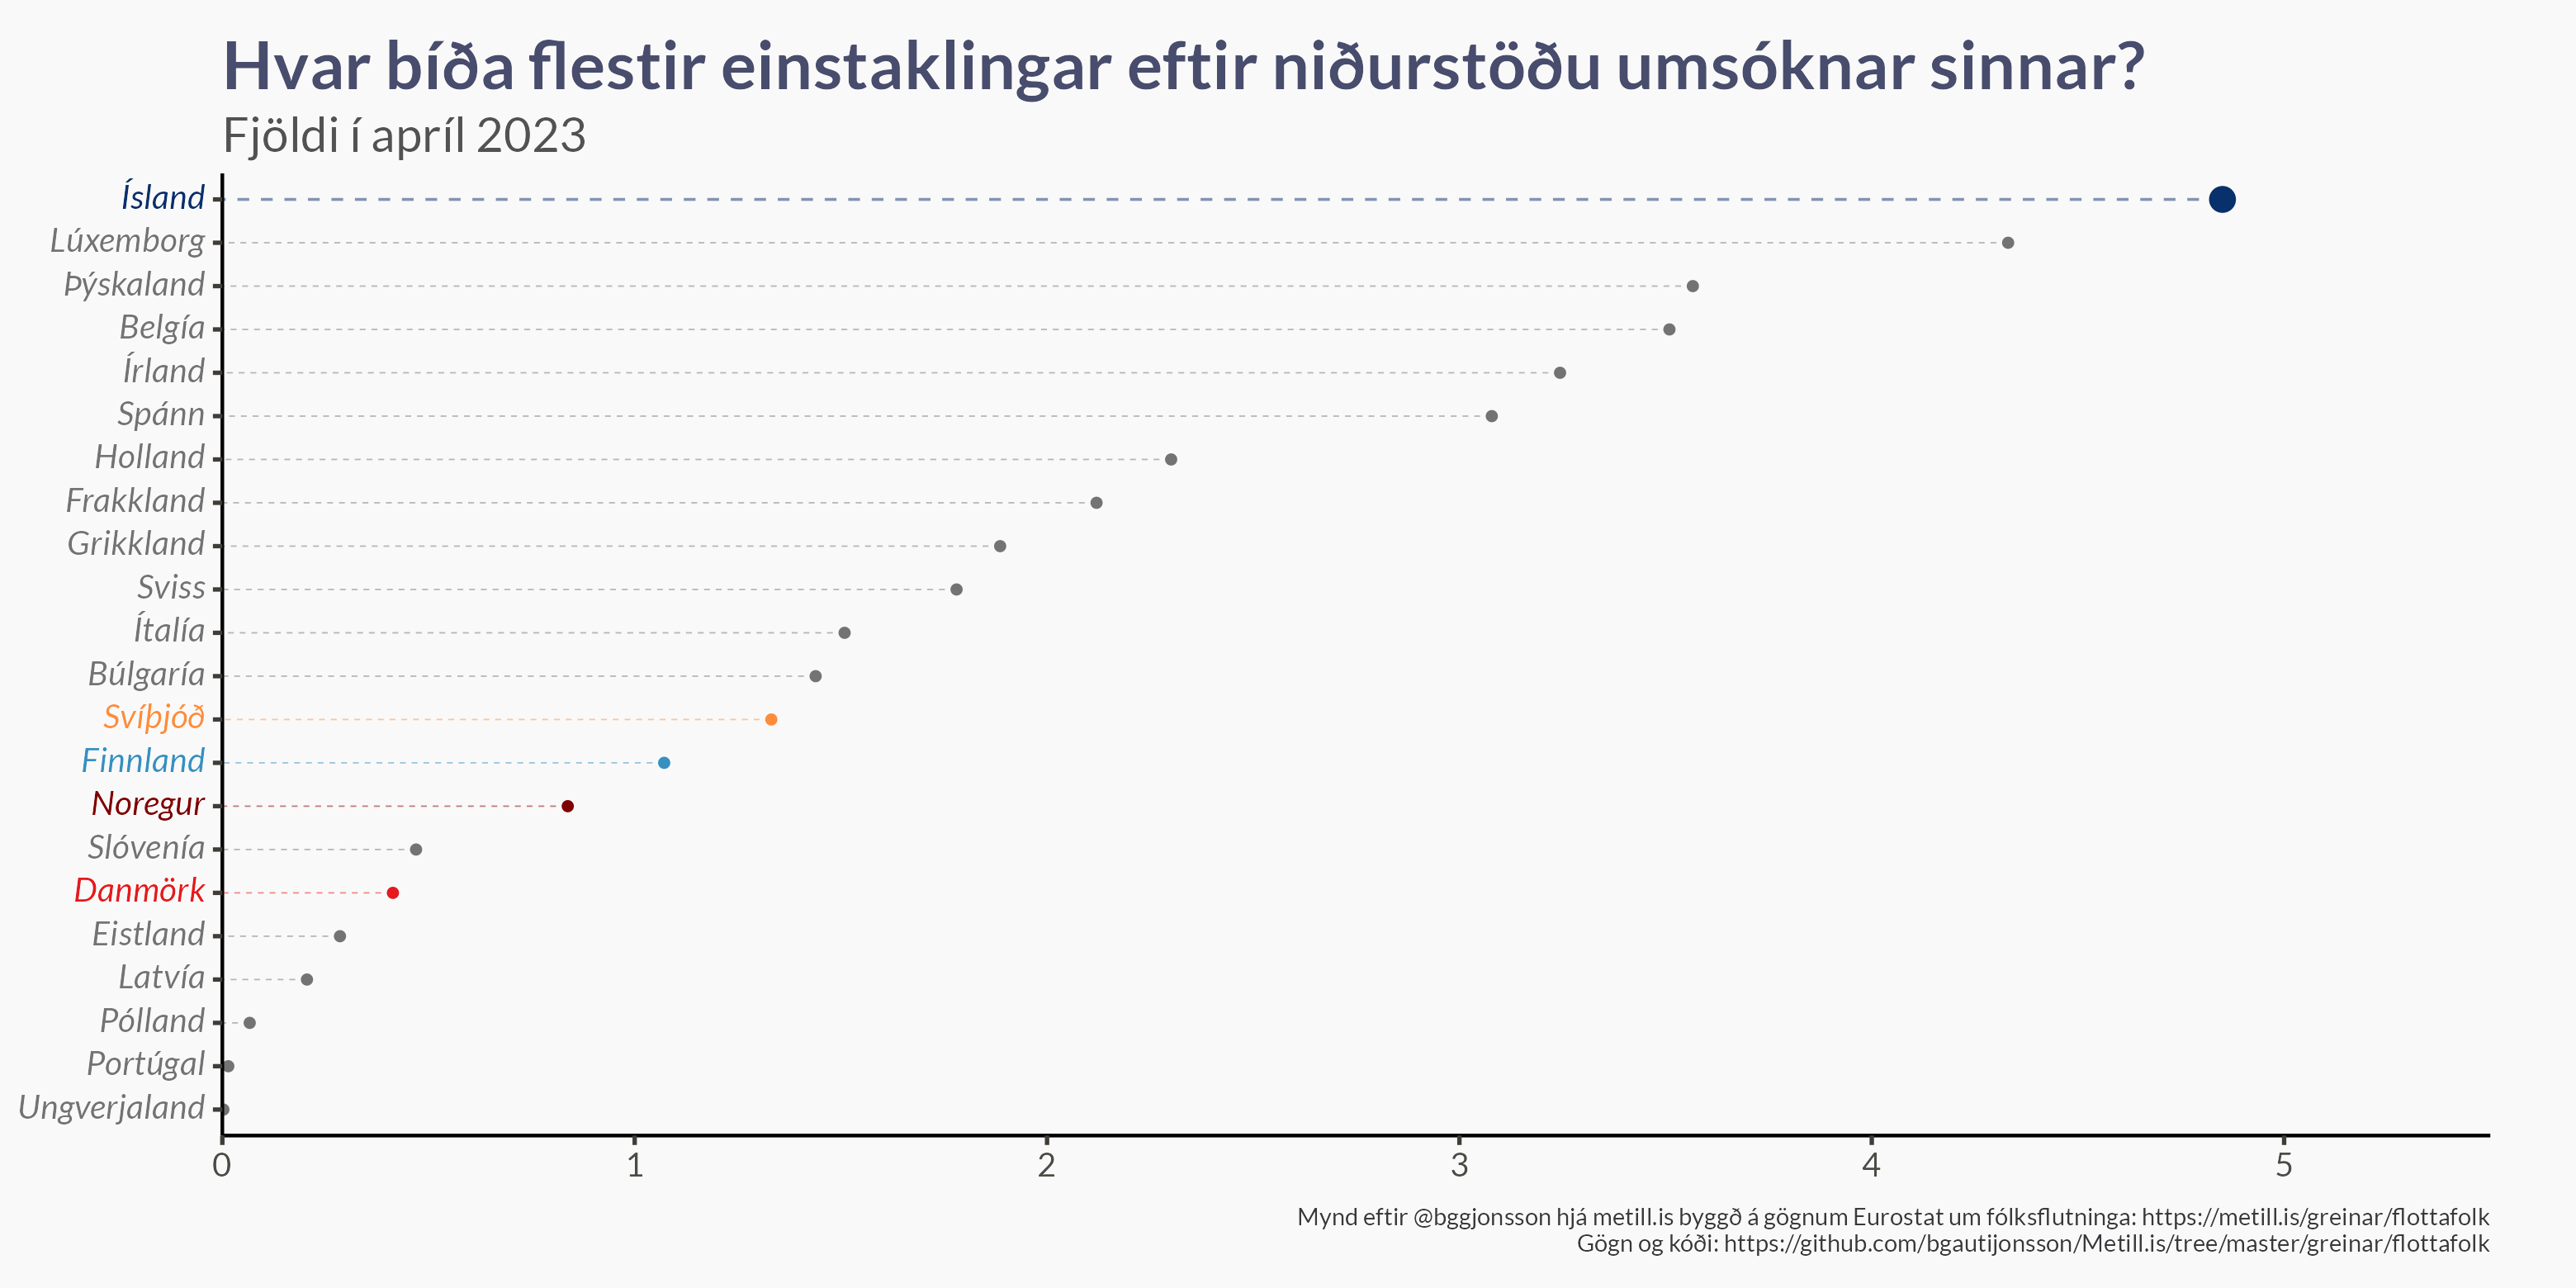 Hvar bíða flestir einstaklingar eftir niðurstöðu umsóknar sinnar?
Fjöldi í apríl 2023
Ísland
Lúxemborg
Þýskaland
Belgía
Írland
Spánn
Holland
Frakkland
Grikkland
Sviss
Ítalía
Búlgaría
Svíþjóð
Finnland
Noregur
Slóvenía
Danmörk
Eistland
Latvía
Pólland
Portúgal
Ungverjaland
0 1 2 3 4 5
Mynd eftir @bggjonsson hjá metill.is byggð á gögnum Eurostat um fólksflutninga: https://metill.is/greinar/flottafolk
Gögn og kóði: https://github.com/bgautijonsson/Metill.is/tree/master/greinar/flottafolk